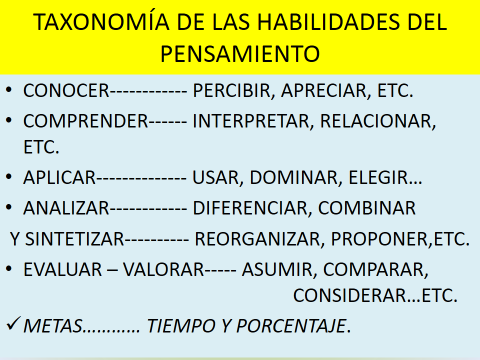 TAXONOMÍA DE LAS HABILIDADES DEL
PENSAMIENTO
• CONOCER------------ PERCIBIR, APRECIAR, ETC.
• COMPRENDER------ INTERPRETAR, RELACIONAR,
ETC.
• APLICAR-------------- USAR, DOMINAR, ELEGIR…
• ANALIZAR------------ DIFERENCIAR, COMBINAR
Y SINTETIZAR---------- REORGANIZAR, PROPONER,ETC.
• EVALUAR – VALORAR----- ASUMIR, COMPARAR,
CONSIDERAR…ETC.
✓ METAS………… TIEMPO Y PORCENTAJE.